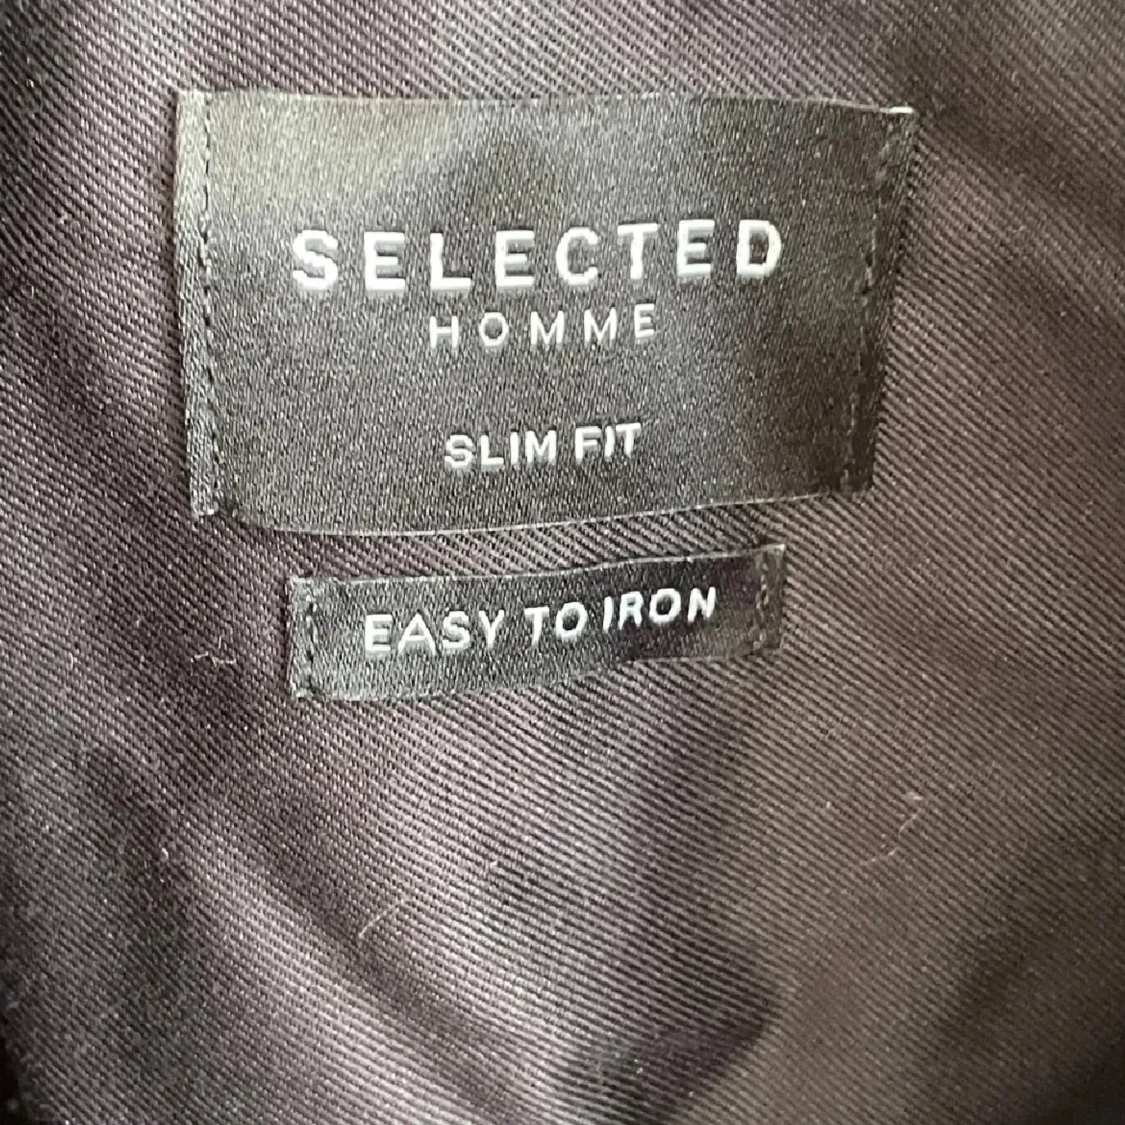 SELECTED
HOMME
SLIM FIT
EASY TO IRON